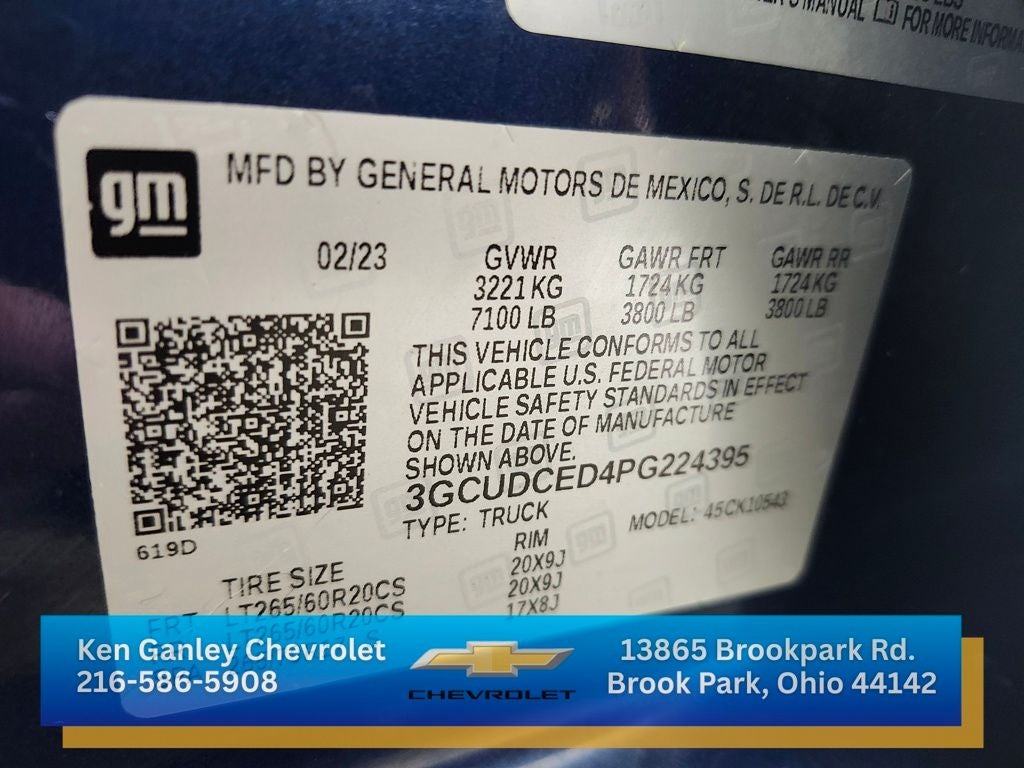 'S MANUAL FOR MORE INFORMA
gm
MFD BY GENERAL MOTORS DE MEXICO, S. DE R.L. DE C.V.
02/23 GVWR GAWR FRT GAWR RR
3221 KG 1724 KG 1724 KG
7100 LB 3800 LB 3800 LB
THIS VEHICLE CONFORMS TO ALL
APPLICABLE U.S. FEDERAL MOTOR
VEHICLE SAFETY STANDARDS IN EFFECT
ON THE DATE OF MANUFACTURE
SHOWN ABOVE.
3GCUDCED4PG224395
TYPE: TRUCK MODEL: 45CK10543
619D
TIRE SIZE RIM
FRT LT265/60R20CS 20X9J
LT265/60R20CS 20X9J
17X8J
Ken Ganley Chevrolet
216-586-5908
CHEVROLET
13865 Brookpark Rd.
Brook Park, Ohio 44142